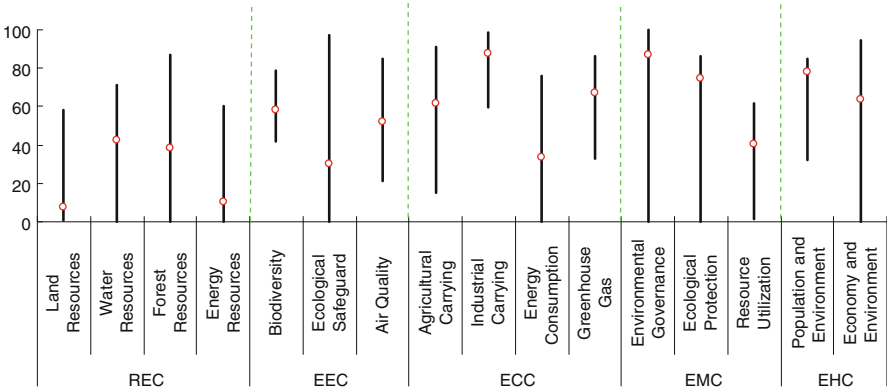 100
80
60
40
20
0
Land
Resources
Water
Resources
Forest
Resources
Energy
Resources
Biodiversity
Ecological
Safeguard
Air Quality
Agricultural
Carrying
Industrial
Carrying
Energy
Consumption
Greenhouse
Gas
Environmental
Governance
Ecological
Protection
Resource
Utilization
Population and
Environment
Economy and
Environment
REC
EEC
ECC
EMC
EHC